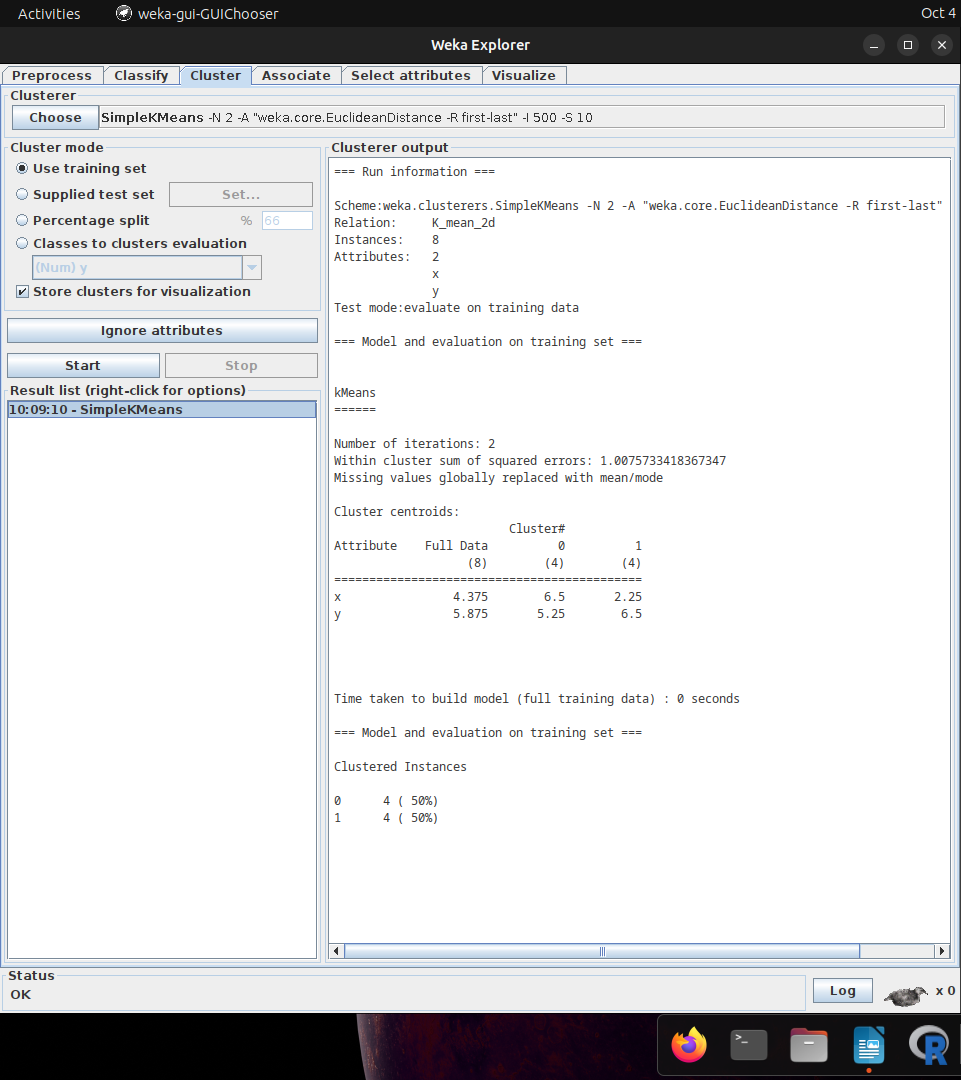 Activities weka-gui-GUIChooser Oct 4
Weka Explorer
Preprocess Classify Cluster Associate Select attributes Visualize
Clusterer
Choose SimpleKMeans -N 2 -A "weka.core.EuclideanDistance -R first-last" -I 500 -S 10
Cluster mode
Use training set
Supplied test set Set...
Percentage split % 66
Classes to clusters evaluation
(Num) y
Store clusters for visualization
Ignore attributes
Start Stop
Result list (right-click for options)
10:09:10 - SimpleKMeans
Clusterer output
=== Run information ===
Scheme:weka.clusterers.SimpleKMeans -N 2 -A "weka.core.EuclideanDistance -R first-last"
Relation: K_mean_2d
Instances: 8
Attributes: 2
x
y
Test mode:evaluate on training data
=== Model and evaluation on training set ===
kMeans
======
Number of iterations: 2
Within cluster sum of squared errors: 1.0075733418367347
Missing values globally replaced with mean/mode
Cluster centroids:
Cluster#
Attribute Full Data 0 1
(8) (4) (4)
============================================
x 4.375 6.5 2.25
y 5.875 5.25 6.5
Time taken to build model (full training data) : 0 seconds
=== Model and evaluation on training set ===
Clustered Instances
0 4 ( 50%)
1 4 ( 50%)
Status
OK
Log x 0
>_
R